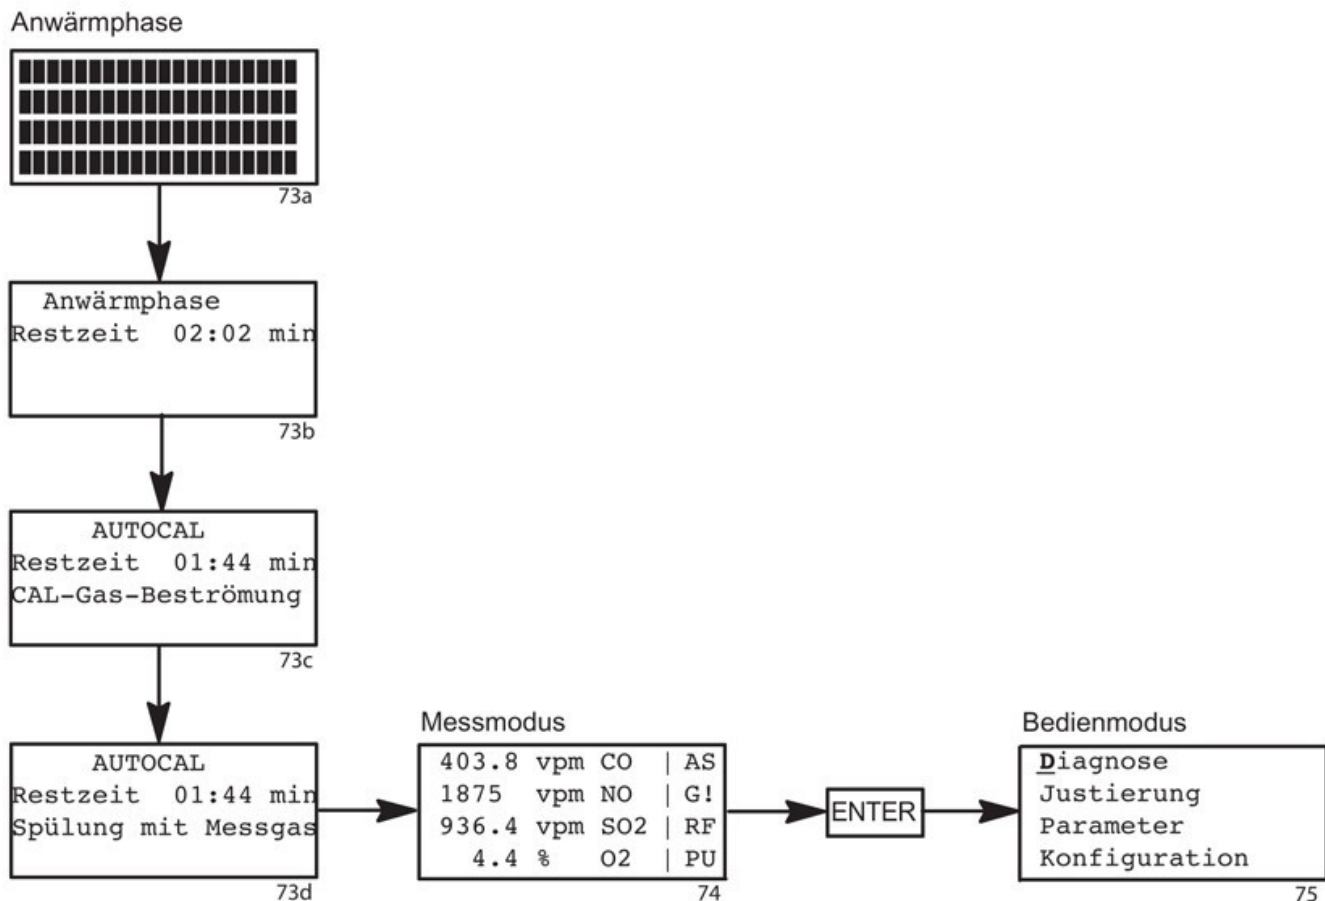 Anwärmphase
73a
Anwärmphase
Restzeit 02:02 min
73b
AUTOCAL
Restzeit 01:44 min
CAL-Gas-Beströmung
73c
AUTOCAL
Restzeit 01:44 min
Spülung mit Messgas
73d
Messmodus
403.8 vpm CO | AS
1875 vpm NO | G!
936.4 vpm SO2 | RF
4.4 % O2 | PU
74
ENTER
Bedienmodus
Diagnose
Justierung
Parameter
Konfiguration
75